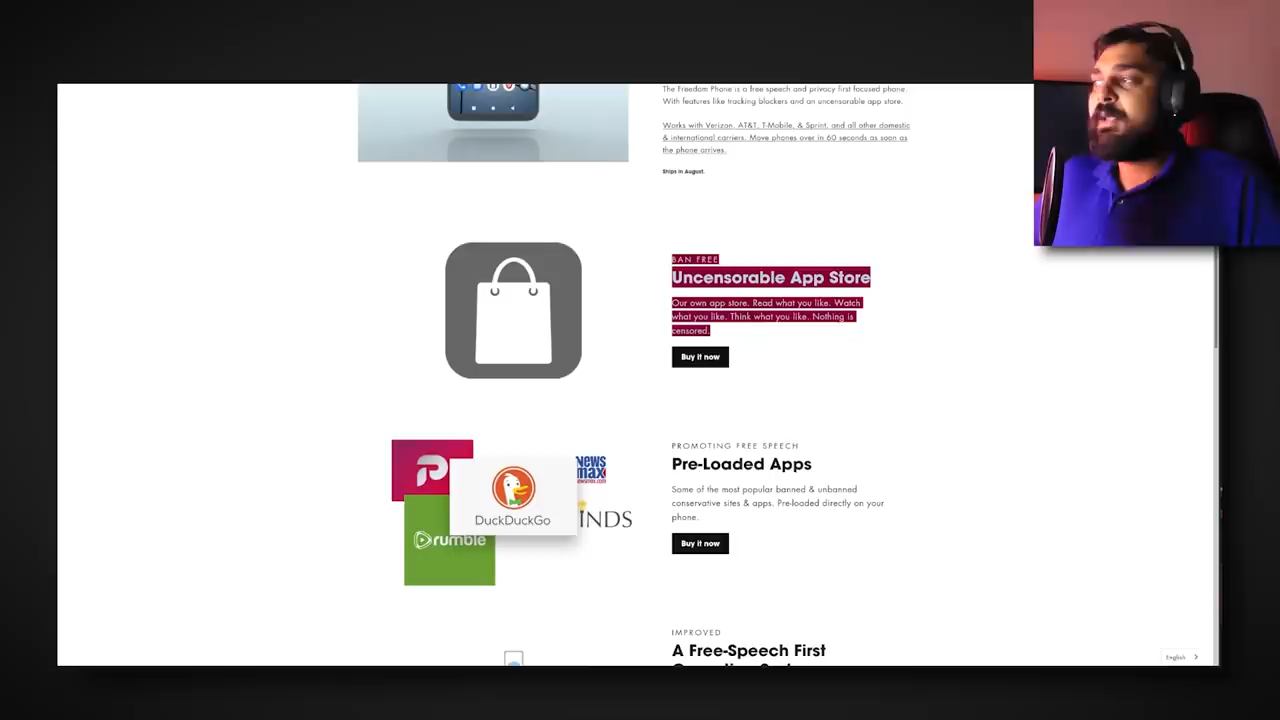 The Freedom Phone is a free speech and privacy first focused phone.
With features like tracking blockers and an uncensorable app store.
Works with Verizon, AT&T, T-Mobile, & Sprint, and all other domestic
& international carriers. Move phones over in 60 seconds as soon as
the phone arrives.
Ships in August.
BAN FREE
Uncensorable App Store
Our own app store. Read what you like. Watch
what you like. Think what you like. Nothing is
censored.
Buy it now
PROMOTING FREE SPEECH
Pre-Loaded Apps
Some of the most popular banned & unbanned
conservative sites & apps. Pre-loaded directly on your
phone.
Buy it now
P
news
max
newsmax.com
DuckDuckGo
INDS
rumble
IMPROVED
A Free-Speech First
English